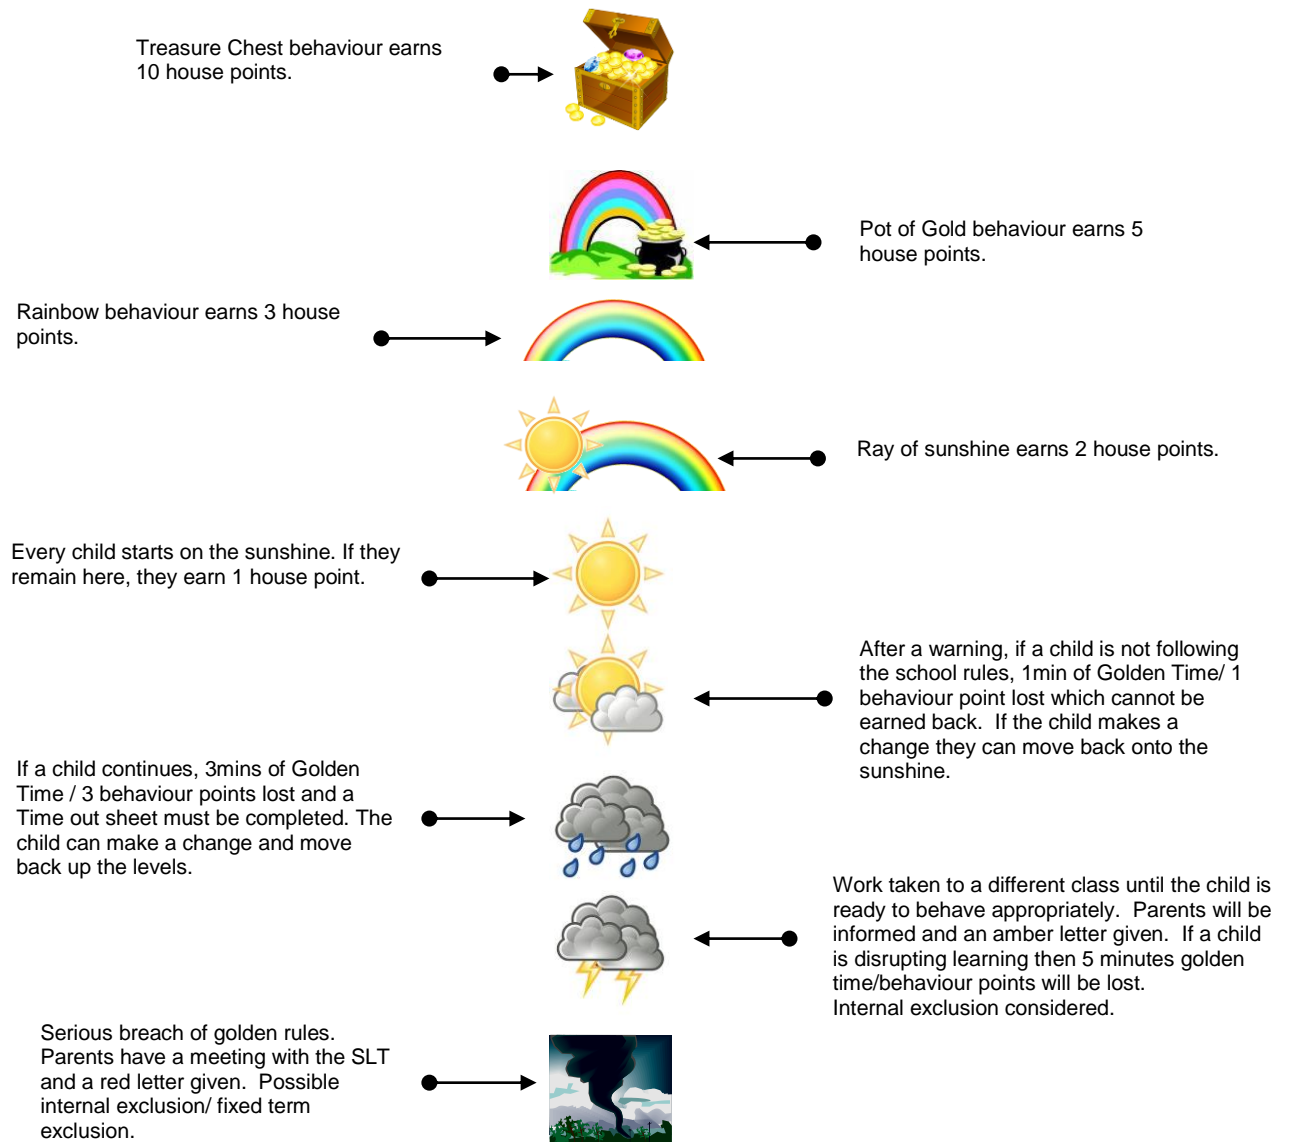 Treasure Chest behaviour earns
10 house points.
Pot of Gold behaviour earns 5
house points.
Rainbow behaviour earns 3 house
points.
Ray of sunshine earns 2 house points.
Every child starts on the sunshine. If they
remain here, they earn 1 house point.
After a warning, if a child is not following
the school rules, 1min of Golden Time/ 1
behaviour point lost which cannot be
earned back.  If the child makes a
change they can move back onto the
sunshine.
If a child continues, 3mins of Golden
Time / 3 behaviour points lost and a
Time out sheet must be completed. The
child can make a change and move
back up the levels.
Work taken to a different class until the child is
ready to behave appropriately.  Parents will be
informed and an amber letter given.  If a child
is disrupting learning then 5 minutes golden
time/behaviour points will be lost.
Internal exclusion considered.
Serious breach of golden rules.
Parents have a meeting with the SLT
and a red letter given.  Possible
internal exclusion/ fixed term
exclusion.